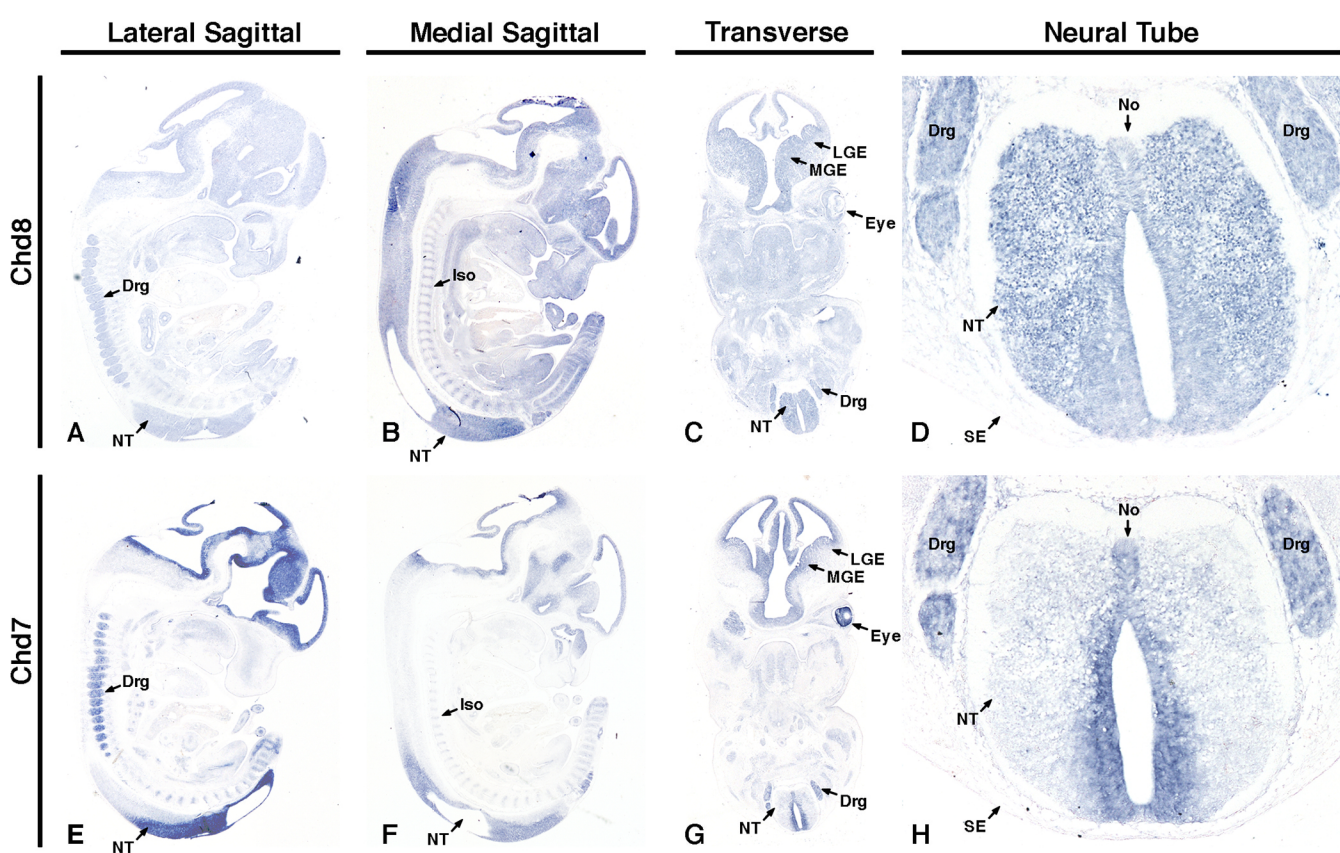 Lateral Sagittal
Medial Sagittal
Transverse
Neural Tube
Chd8
Drg
NT
A
Iso
NT
B
LGE
MGE
Eye
Drg
NT
C
No
Drg
Drg
NT
SE
D
Chd7
Drg
NT
E
Iso
NT
F
LGE
MGE
Eye
Drg
NT
G
No
Drg
Drg
NT
SE
H